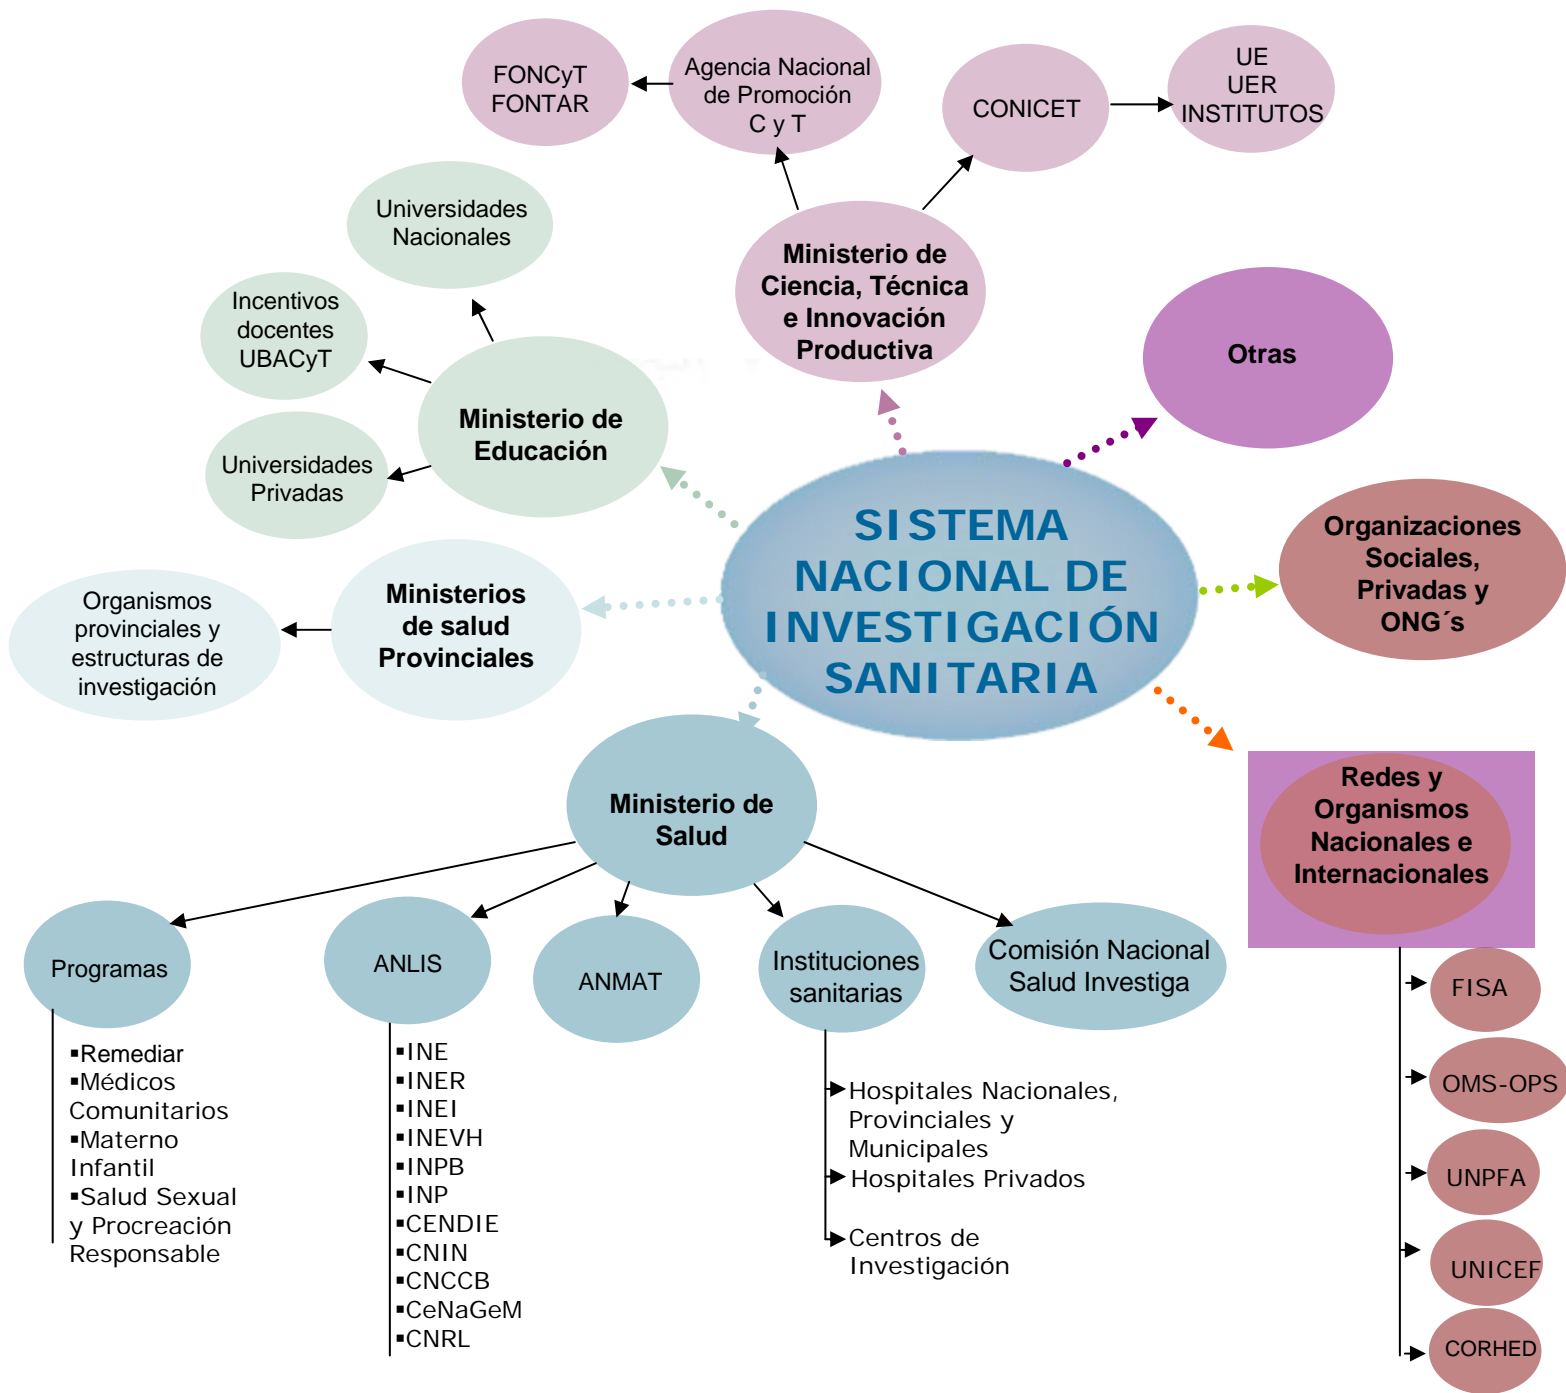 FONCyT
FONTAR
Agencia Nacional
de Promoción
C y T
CONICET
UE
UER
INSTITUTOS
Universidades
Nacionales
Incentivos
docentes
UBACyT
Universidades
Privadas
Ministerio de
Educación
Ministerio de
Ciencia, Técnica
e Innovación
Productiva
Otras
SISTEMA
NACIONAL DE
INVESTIGACIÓN
SANITARIA
Organizaciones
Sociales,
Privadas y
ONG´s
Organismos
provinciales y
estructuras de
investigación
Ministerios
de salud
Provinciales
Ministerio de
Salud
Redes y
Organismos
Nacionales e
Internacionales
Programas
▪Remediar
▪Médicos
Comunitarios
▪Materno
Infantil
▪Salud Sexual
y Procreación
Responsable
ANLIS
▪INE
▪INER
▪INEI
▪INEVH
▪INPB
▪INP
▪CENDIE
▪CNIN
▪CNCCB
▪CeNaGeM
▪CNRL
ANMAT
Instituciones
sanitarias
Hospitales Nacionales,
Provinciales y
Municipales
Hospitales Privados
Centros de
Investigación
Comisión Nacional
Salud Investiga
FISA
OMS-OPS
UNPFA
UNICEF
CORHED